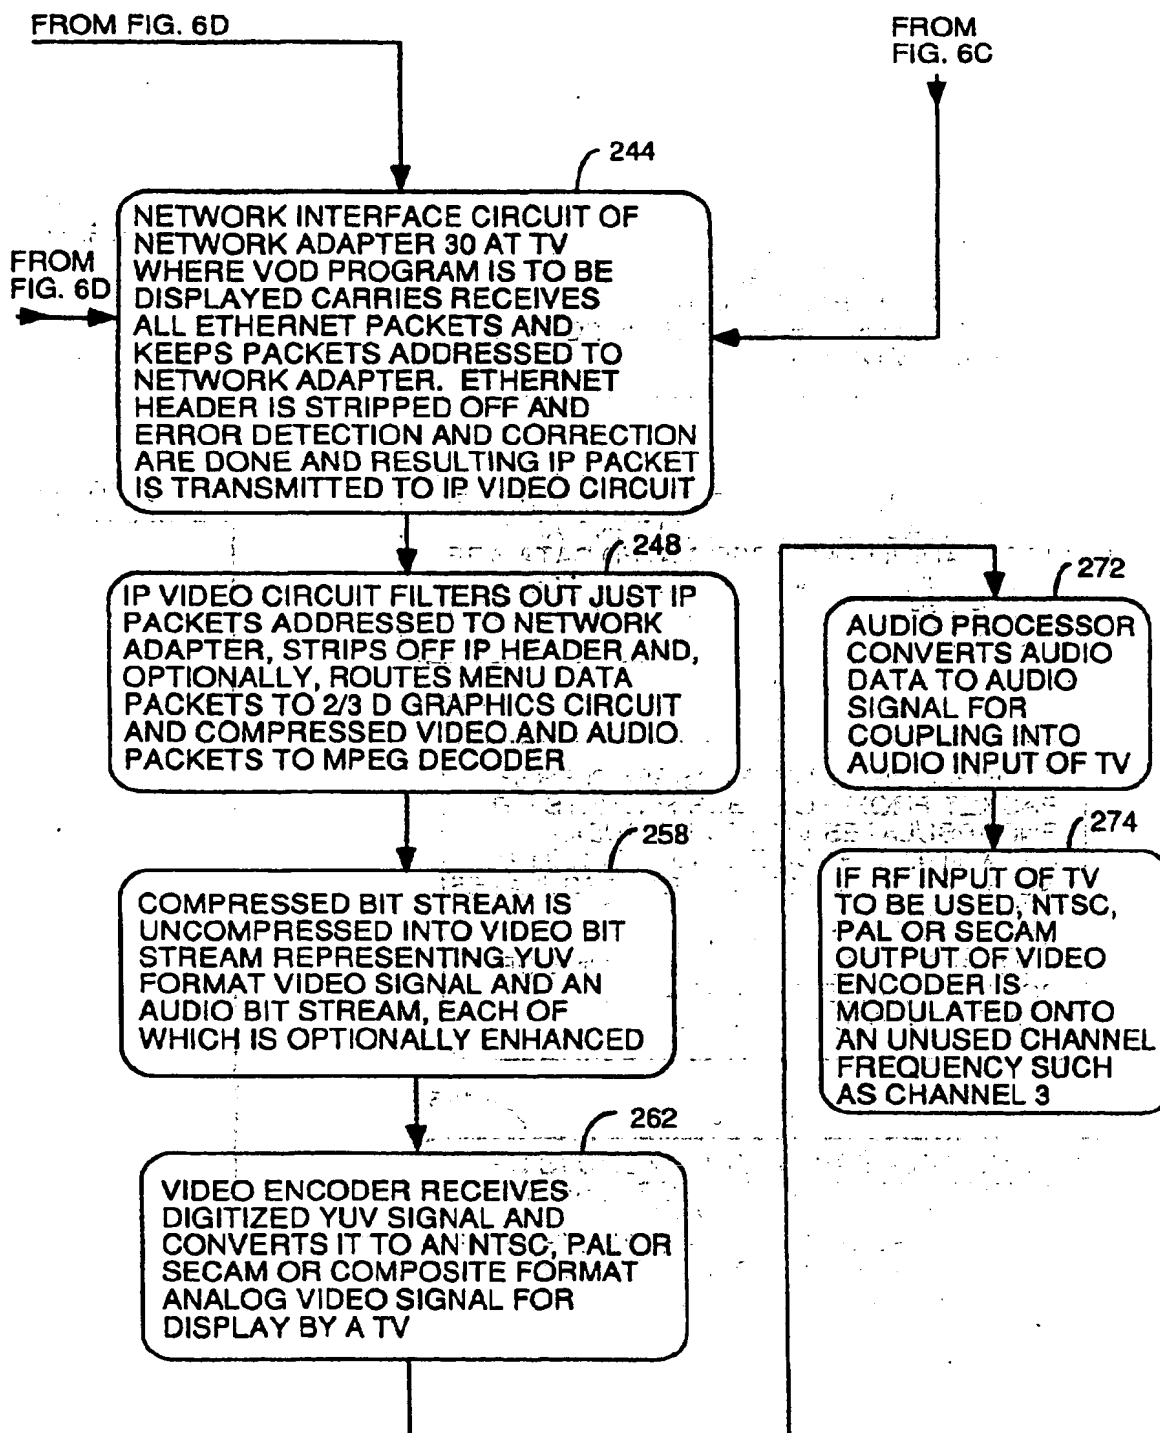 FROM FIG. 6D
FROM
FIG. 6C
244
NETWORK INTERFACE CIRCUIT OF
NETWORK ADAPTER 30 AT TV
WHERE VOD PROGRAM IS TO BE
DISPLAYED CARRIES RECEIVES
ALL ETHERNET PACKETS AND
KEEPS PACKETS ADDRESSED TO
NETWORK ADAPTER. ETHERNET
HEADER IS STRIPPED OFF AND
ERROR DETECTION AND CORRECTION
ARE DONE AND RESULTING IP PACKET
IS TRANSMITTED TO IP VIDEO CIRCUIT
FROM
FIG. 6D
248
IP VIDEO CIRCUIT FILTERS OUT JUST IP
PACKETS ADDRESSED TO NETWORK
ADAPTER, STRIPS OFF IP HEADER AND,
OPTIONALLY, ROUTES MENU DATA
PACKETS TO 2/3 D GRAPHICS CIRCUIT
AND COMPRESSED VIDEO AND AUDIO
PACKETS TO MPEG DECODER
258
COMPRESSED BIT STREAM IS
UNCOMPRESSED INTO VIDEO BIT
STREAM REPRESENTING YUV
FORMAT VIDEO SIGNAL AND AN
AUDIO BIT STREAM, EACH OF
WHICH IS OPTIONALLY ENHANCED
262
VIDEO ENCODER RECEIVES
DIGITIZED YUV SIGNAL AND
CONVERTS IT TO AN NTSC, PAL OR
SECAM OR COMPOSITE FORMAT
ANALOG VIDEO SIGNAL FOR
DISPLAY BY A TV
272
AUDIO PROCESSOR
CONVERTS AUDIO
DATA TO AUDIO
SIGNAL FOR
COUPLING INTO
AUDIO INPUT OF TV
274
IF RF INPUT OF TV
TO BE USED, NTSC,
PAL OR SECAM
OUTPUT OF VIDEO
ENCODER IS
MODULATED ONTO
AN UNUSED CHANNEL
FREQUENCY SUCH
AS CHANNEL 3